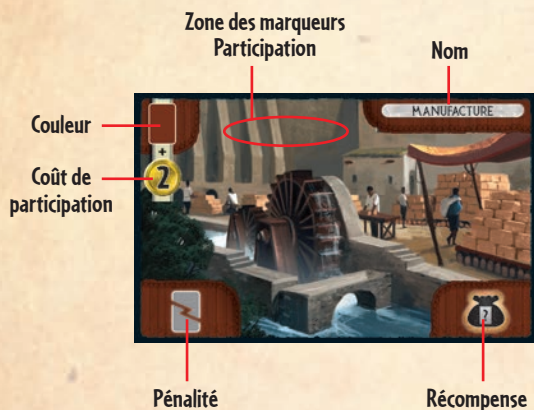 Zone des marqueurs
Participation
Nom
MANUFACTURE
Couleur
+
2
Coût de
participation
?
Pénalité
Récompense